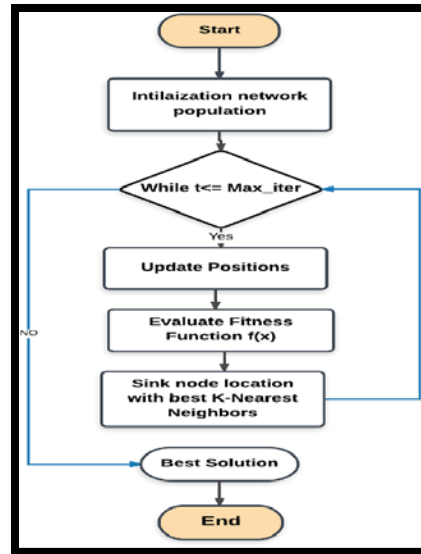 Start
Intilaization network
population
While t<= Max_iter
Yes
Update Positions
Evaluate Fitness
Function f(x)
No
Sink node location
with best K-Nearest
Neighbors
Best Solution
End